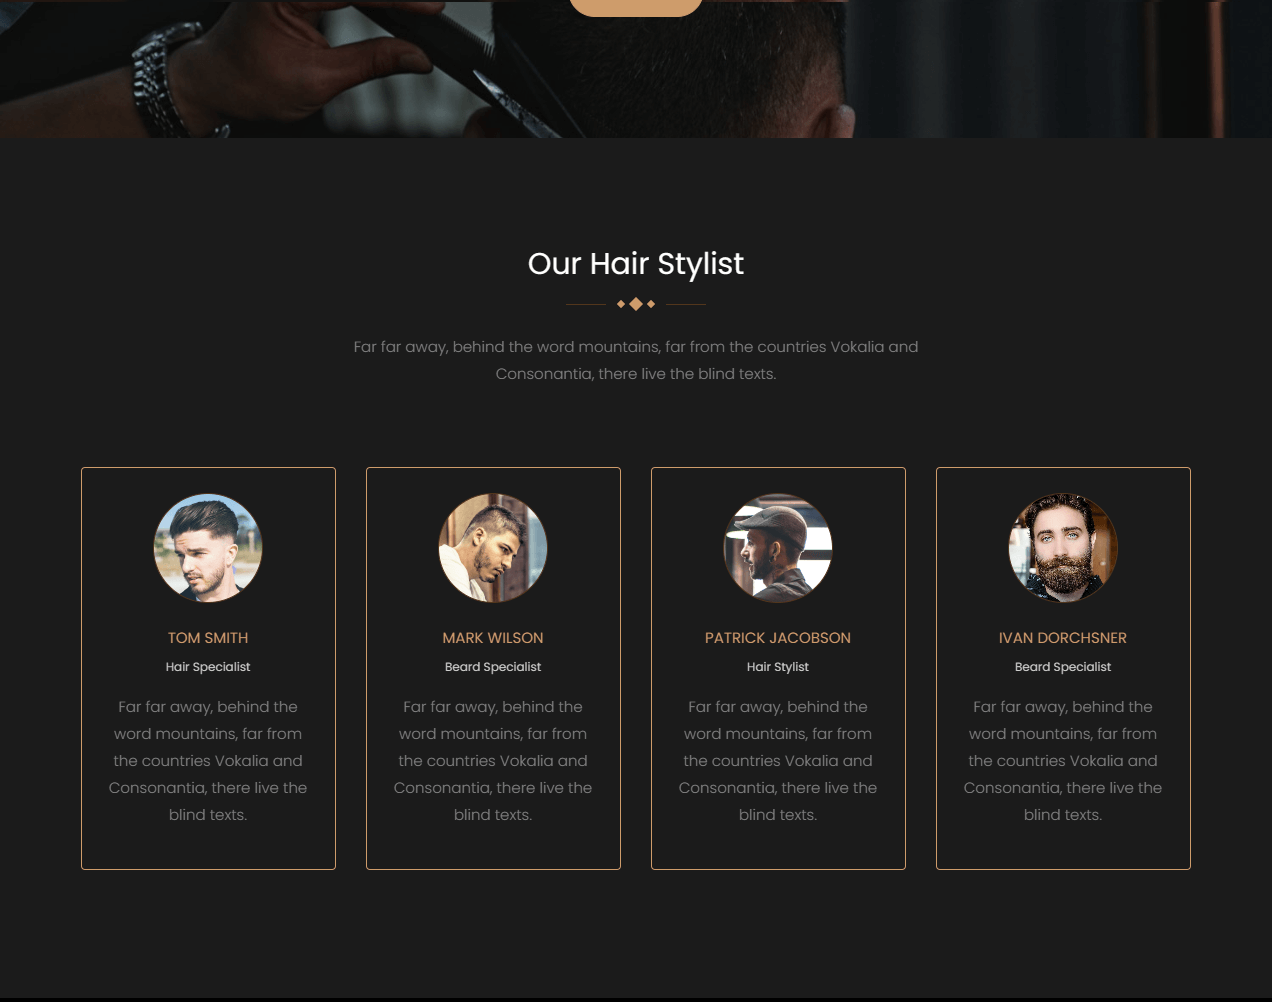 Our Hair Stylist
Far far away, behind the word mountains, far from the countries Vokalia and
Consonantia, there live the blind texts.
TOM SMITH
Hair Specialist
Far far away, behind the
word mountains, far from
the countries Vokalia and
Consonantia, there live the
blind texts.
MARK WILSON
Beard Specialist
Far far away, behind the
word mountains, far from
the countries Vokalia and
Consonantia, there live the
blind texts.
PATRICK JACOBSON
Hair Stylist
Far far away, behind the
word mountains, far from
the countries Vokalia and
Consonantia, there live the
blind texts.
IVAN DORCHSNER
Beard Specialist
Far far away, behind the
word mountains, far from
the countries Vokalia and
Consonantia, there live the
blind texts.